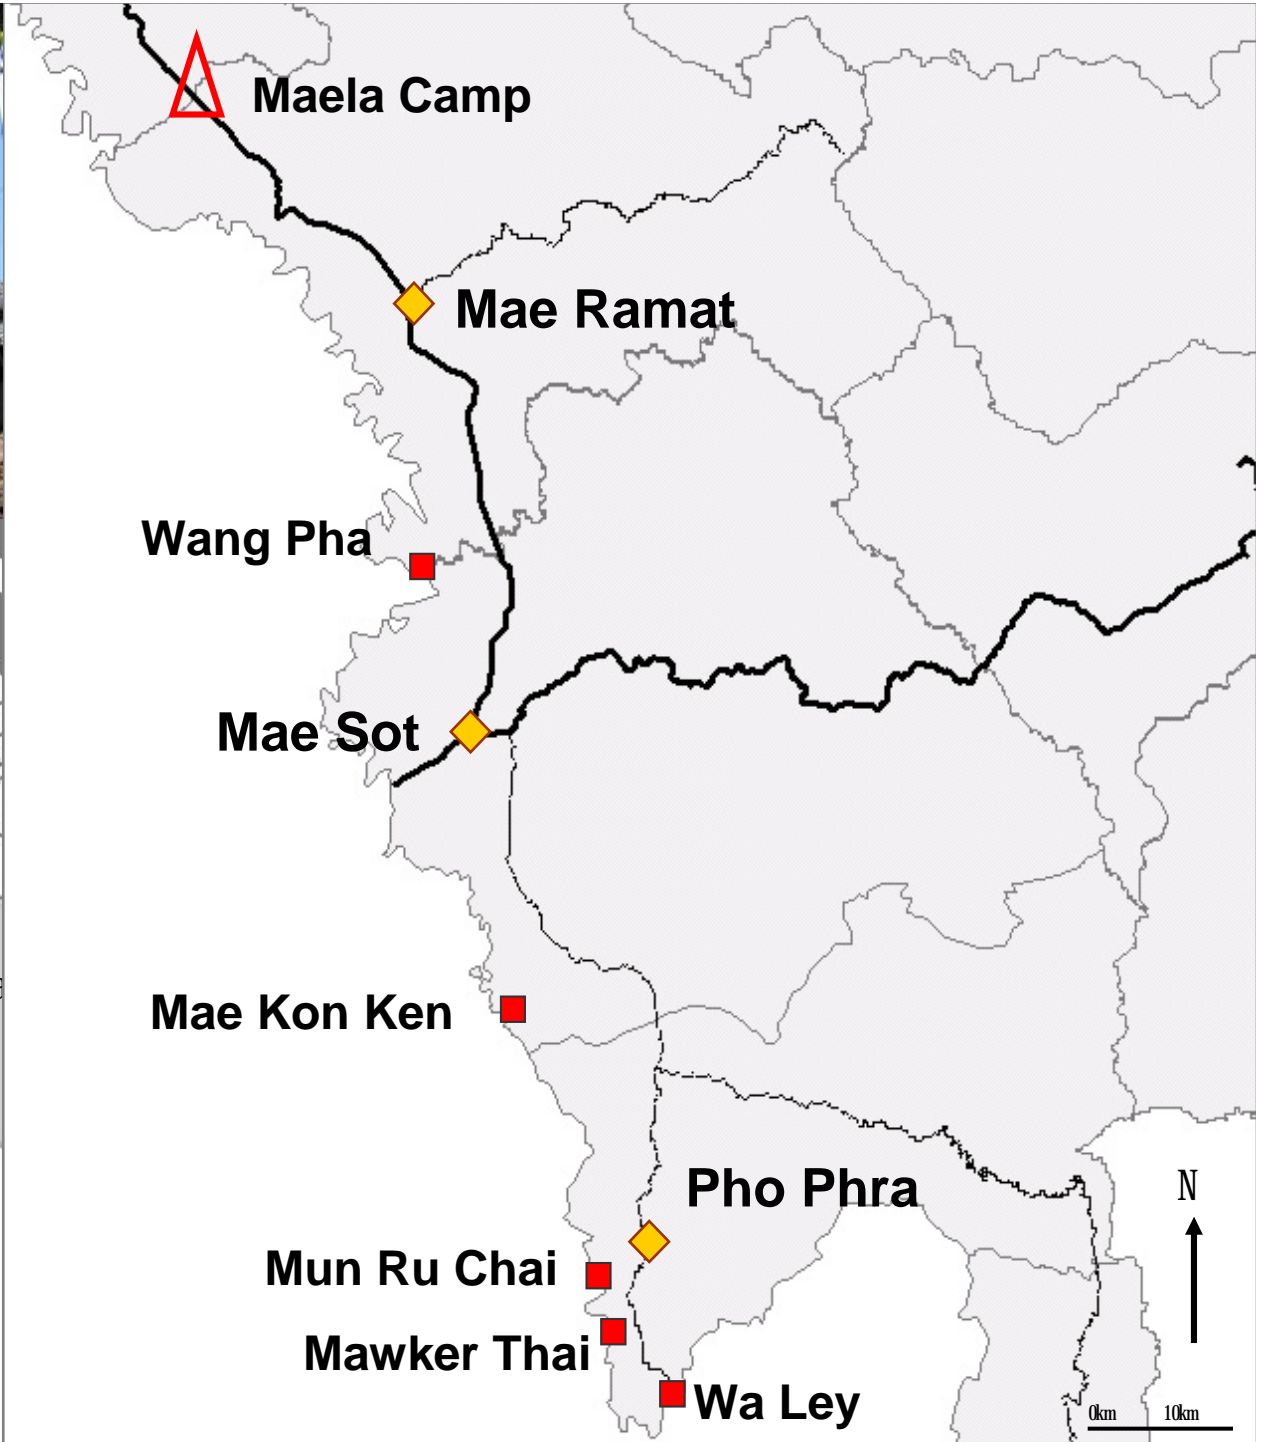 Maela Camp
Mae Ramat
Wang Pha
Mae Sot
Mae Kon Ken
Pho Phra
N
Mun Ru Chai
Mawker Thai
Wa Ley
0km 10km